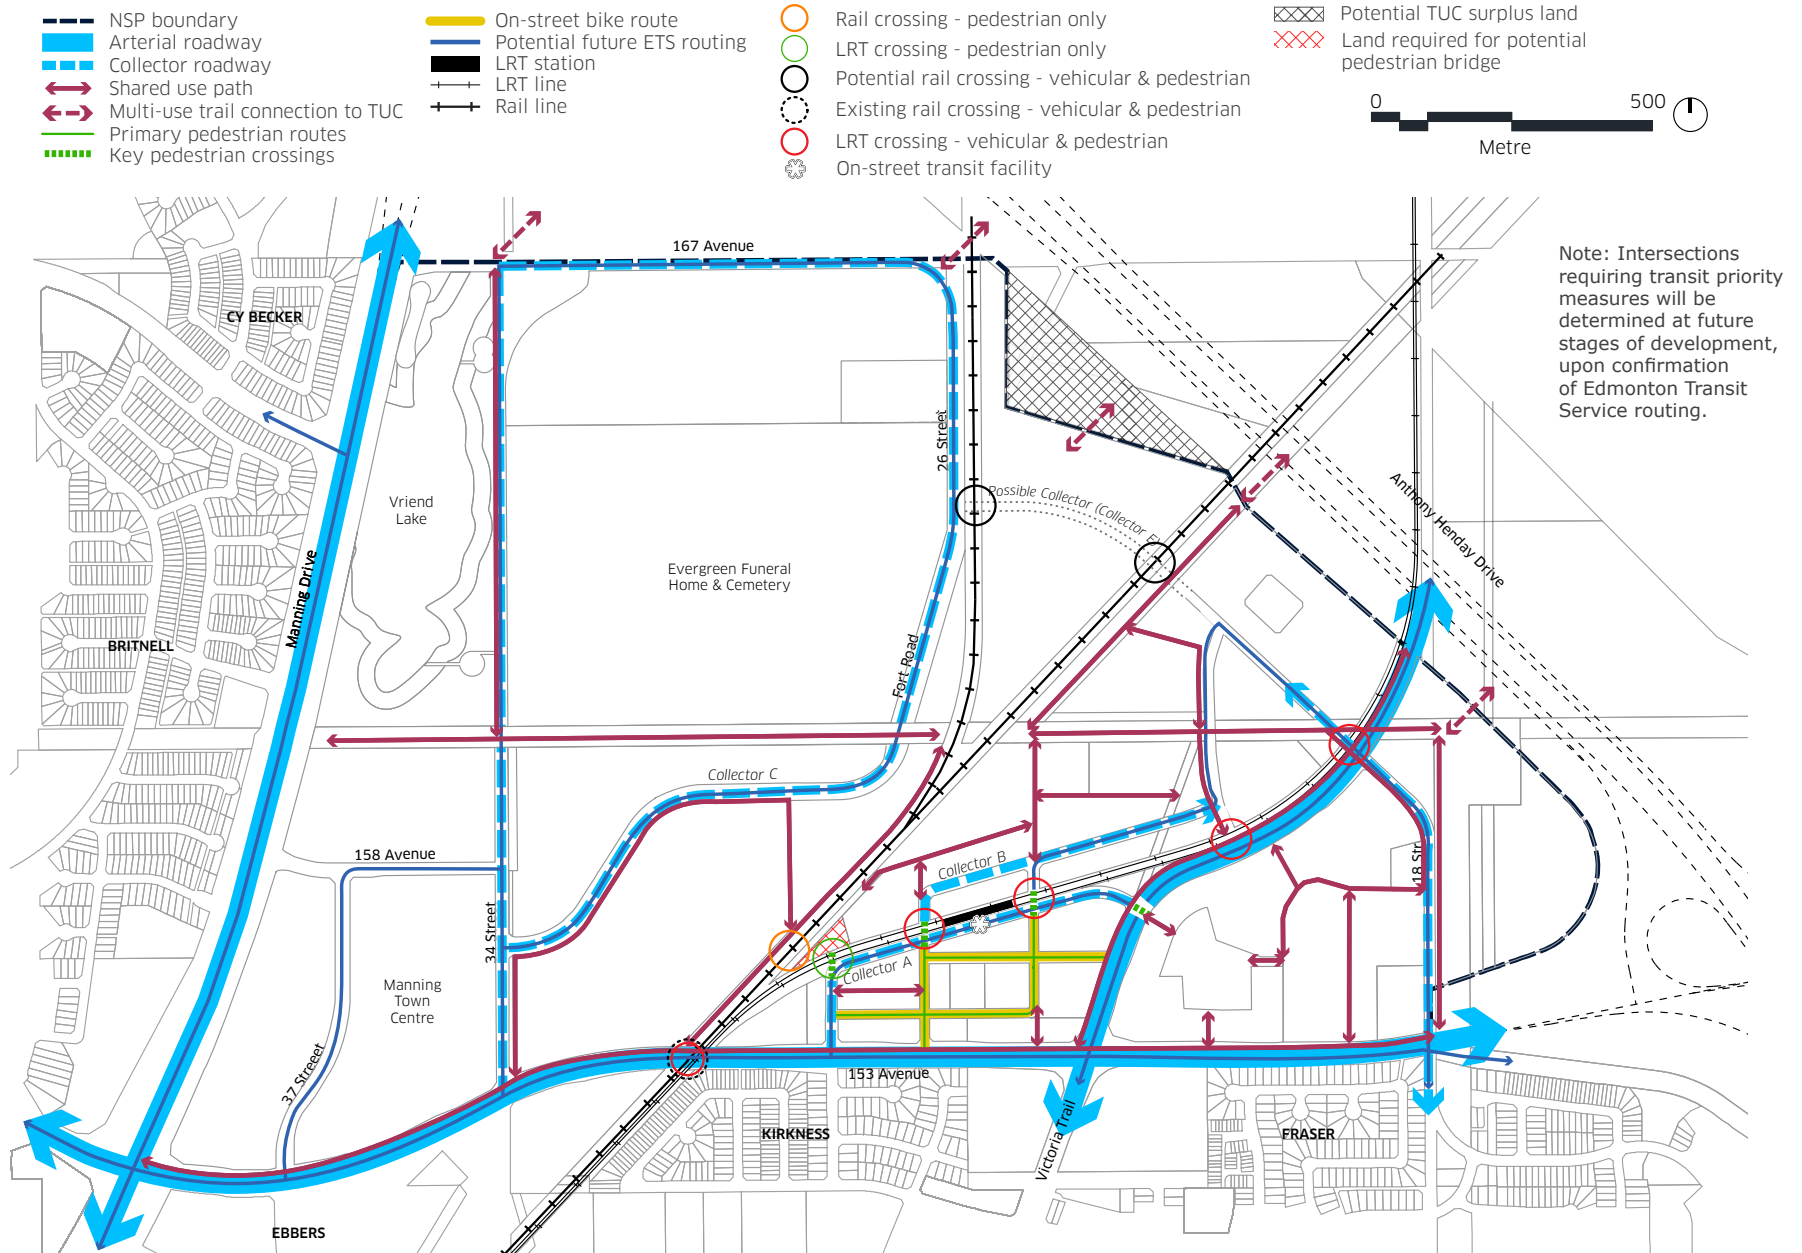 NSP boundary
Arterial roadway
Collector roadway
Shared use path
Multi-use trail connection to TUC
Primary pedestrian routes
Key pedestrian crossings
On-street bike route
Potential future ETS routing
LRT station
LRT line
Rail line
Rail crossing - pedestrian only
LRT crossing - pedestrian only
Potential rail crossing - vehicular & pedestrian
Existing rail crossing - vehicular & pedestrian
LRT crossing - vehicular & pedestrian
On-street transit facility
Potential TUC surplus land
Land required for potential
pedestrian bridge
0 500
Metre
Note: Intersections
requiring transit priority
measures will be
determined at future
stages of development,
upon confirmation
of Edmonton Transit
Service routing.
167 Avenue
CY BECKER
26 Street
Vriend
Lake
Possible Collector (Collector E)
Anthony Henday Drive
Manning Drive
Evergreen Funeral
Home & Cemetery
BRITNELL
Fort Road
Collector C
158 Avenue
Collector B
18 Str
34 Street
Collector A
Manning
Town
Centre
37 Street
153 Avenue
Victoria Trail
KIRKNESS
FRASER
EBBERS